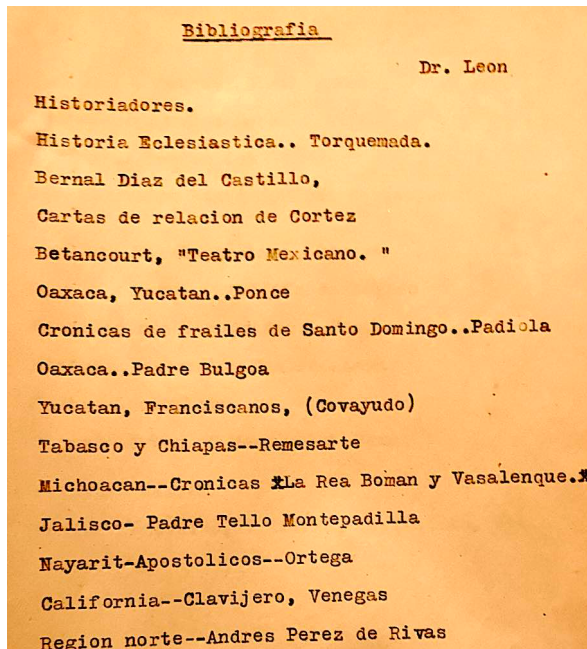 Bibliografia
Dr. Leon
Historiadores.
Historia Eclesiastica.. Torquemada.
Bernal Diaz del Castillo,
Cartas de relacion de Cortez
Betancourt, "Teatro Mexicano. "
Oaxaca, Yucatan..Ponce
Cronicas de frailes de Santo Domingo..Padiola
Oaxaca..Padre Bulgoa
Yucatan, Franciscanos, (Covayudo)
Tabasco y Chiapas--Remesarte
Michoacan--Cronicas La Rea Boman y Vasalenque.
Jalisco- Padre Tello Montepadilla
Nayarit-Apostolicos--Ortega
California--Clavijero, Venegas
Region norte--Andres Perez de Rivas